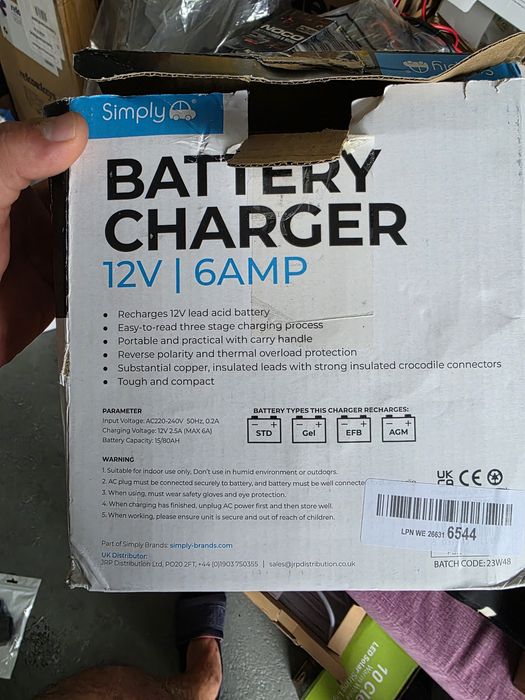 Simply
BATTERY
CHARGER
12V | 6AMP
• Recharges 12V lead acid battery
• Easy-to-read three stage charging process
• Portable and practical with carry handle
• Reverse polarity and thermal overload protection
• Substantial copper, insulated leads with strong insulated crocodile connectors
• Tough and compact
PARAMETER
Input Voltage: AC220-240V 50Hz, 0.2A
Charging Voltage: 12V 2.5A (MAX 6A)
Battery Capacity: 15/80AH
BATTERY TYPES THIS CHARGER RECHARGES:
STD Gel EFB AGM
WARNING
1. Suitable for indoor use only, Don't use in humid environment or outdoors.
2. AC plug must be connected securely to battery, and battery must be well connecte
3. When using, must wear safety gloves and eye protection.
4. When charging has finished, unplug AC power first and then store well.
5. When working, please ensure unit is secure and out of reach of children.
UK
CA CE
LPN WE 26631 6544
Part of Simply Brands: simply-brands.com
UK Distributor:
JRP Distribution Ltd, PO20 2FT, +44 (0)1903 750355 | sales@jrpdistribution.co.uk
BATCH CODE: 23W48
LED Solar
10